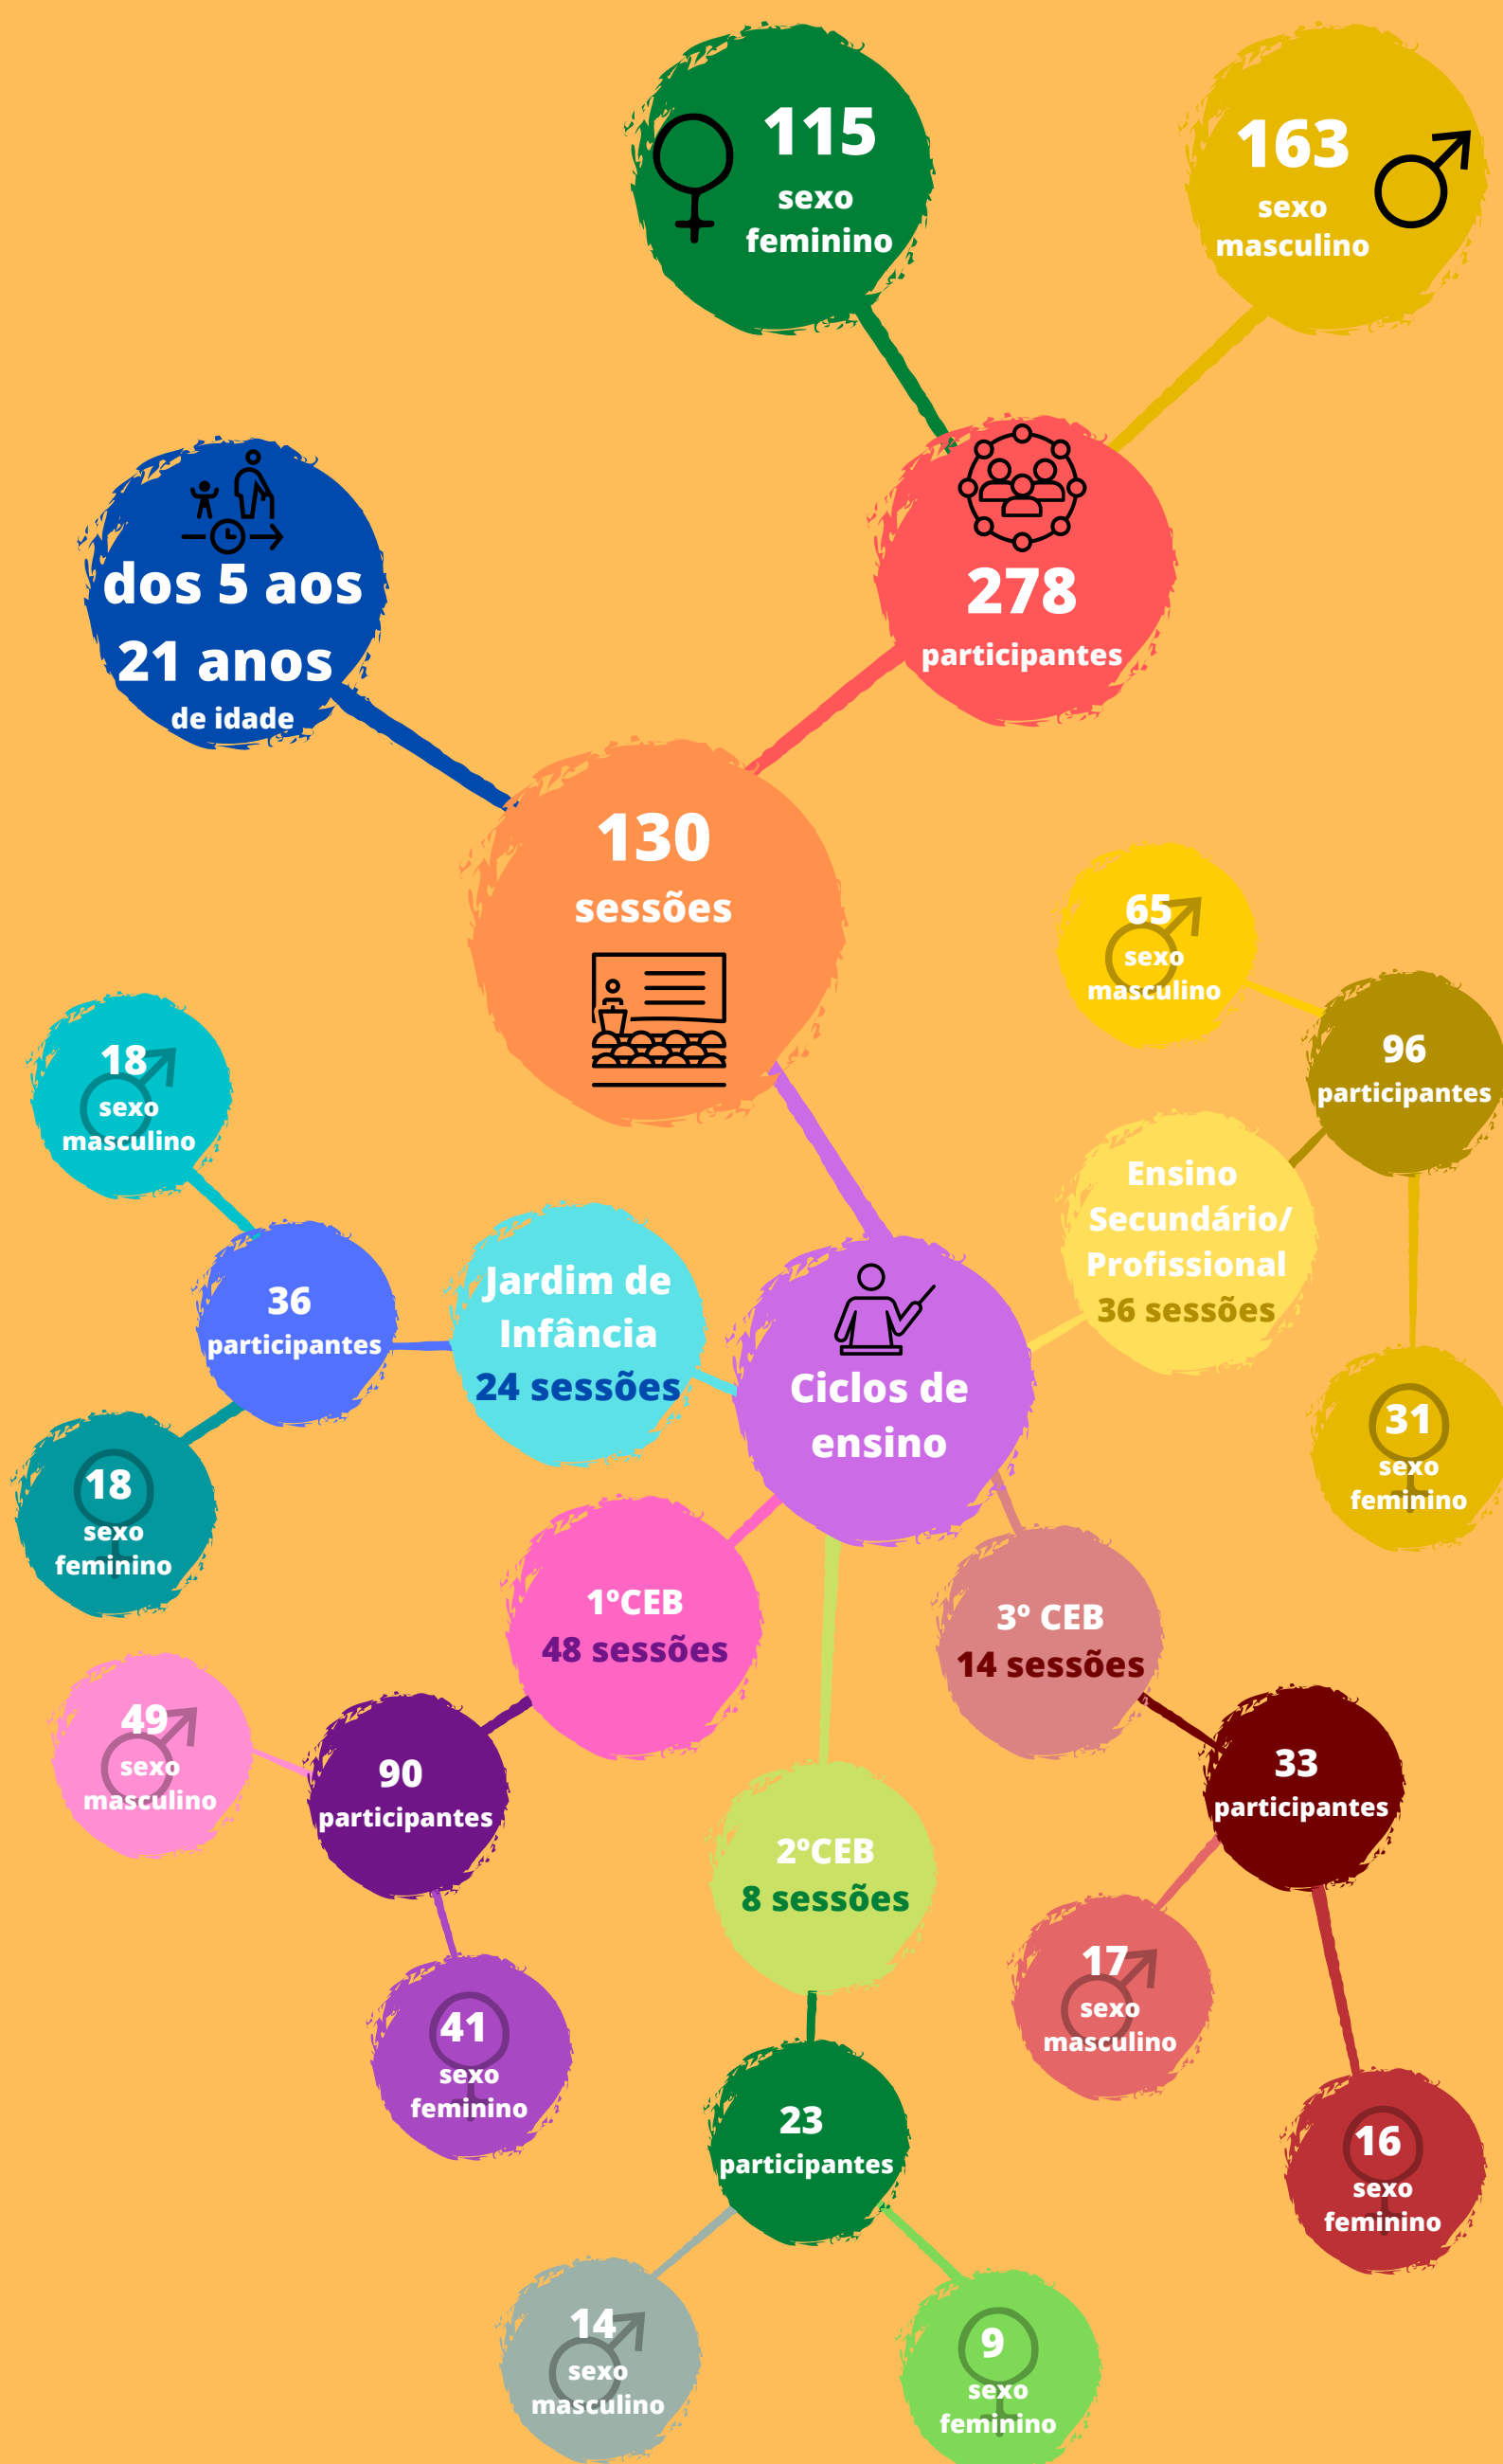 115
sexo
feminino
163
sexo
masculino
dos 5 aos
21 anos
de idade
278
participantes
130
sessões
65
sexo
masculino
96
participantes
18
sexo
masculino
Ensino
Secundário/
Profissional
36 sessões
36
participantes
Jardim de
Infância
24 sessões
Ciclos de
ensino
31
sexo
feminino
18
sexo
feminino
1ºCEB
48 sessões
3º CEB
14 sessões
49
sexo
masculino
90
participantes
33
participantes
2ºCEB
8 sessões
17
sexo
masculino
41
sexo
feminino
23
participantes
16
sexo
feminino
14
sexo
masculino
9
sexo
feminino